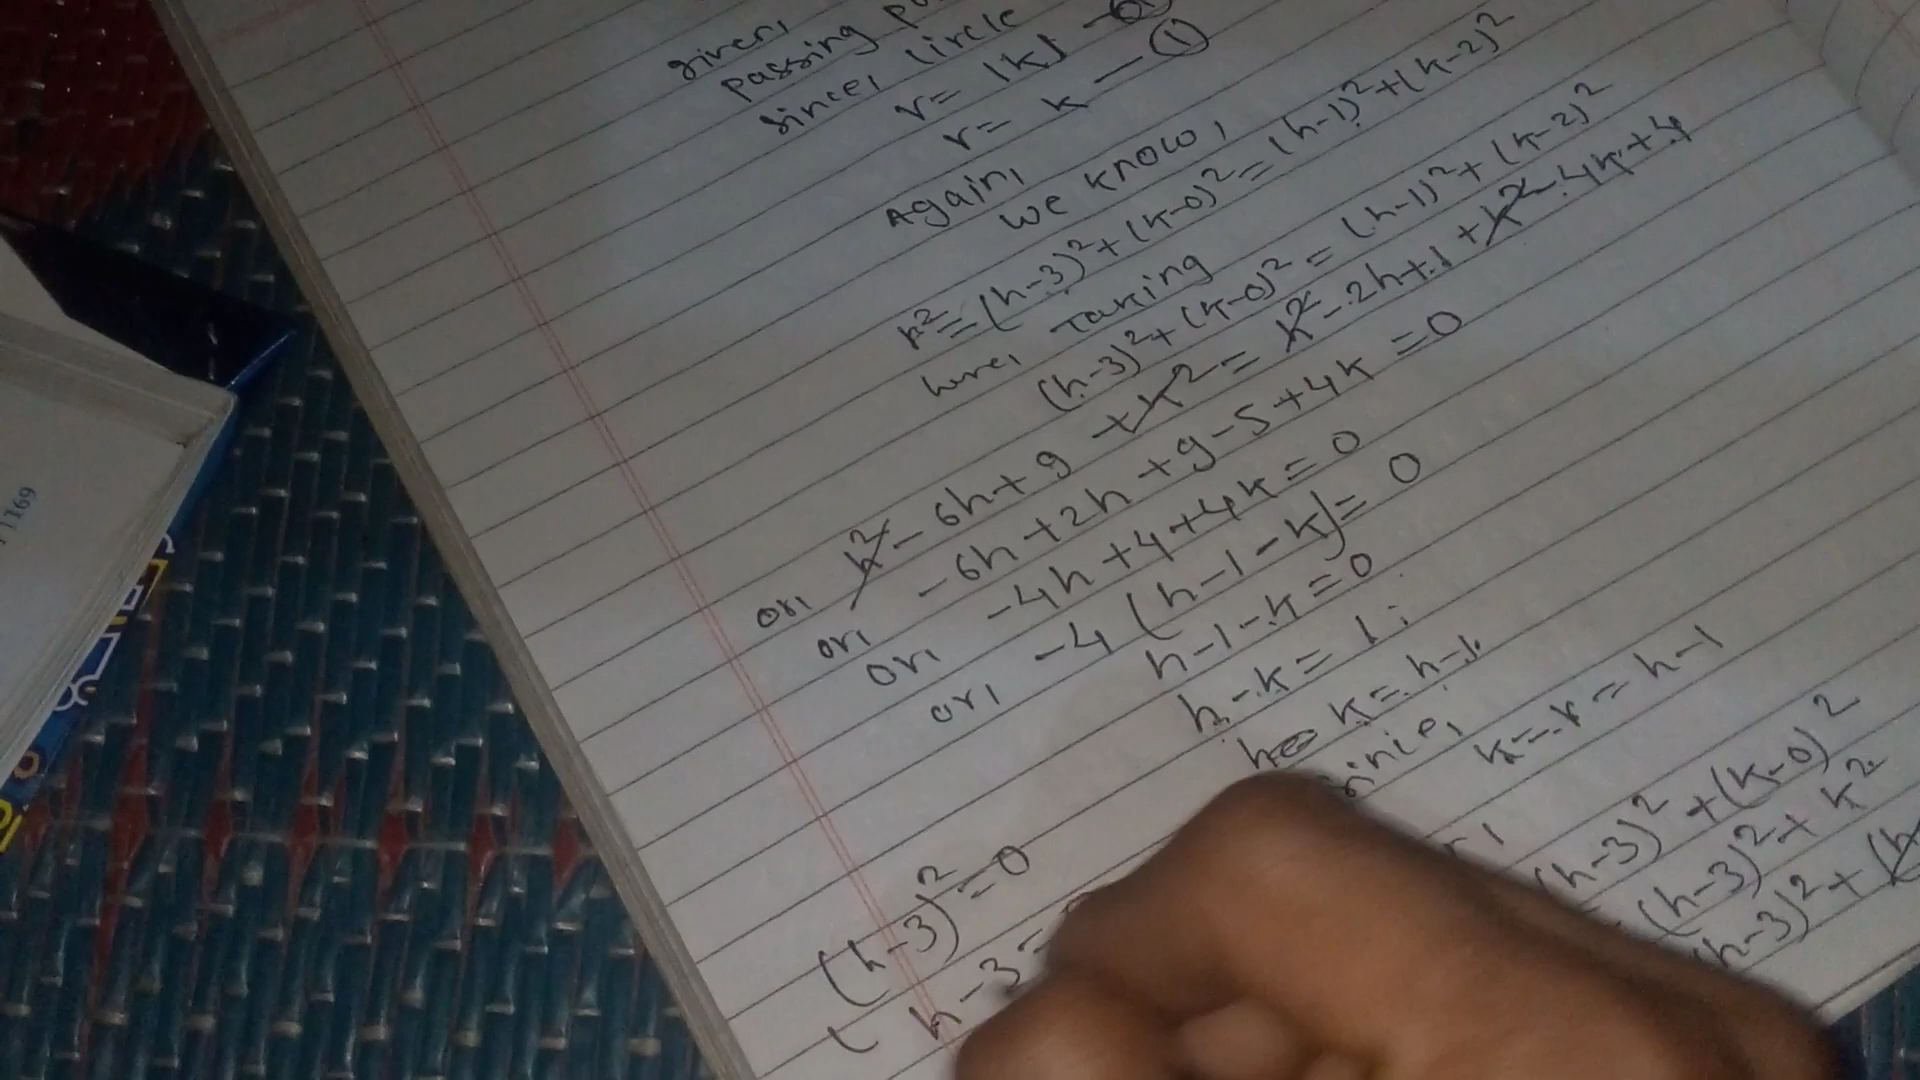 given,
passing
since, circle
r = |k|
r = k — (1)
Again,
we know,
r² = (h-3)² + (k-0)² = (h-1)² + (k-2)²
here, Taking
(h-3)² + (k-0)² = (h-1)² + (k-2)²
or, h² - 6h + 9 + k² = h² - 2h + 1 + k² - 4k + 4
or, - 6h + 2h + 9 - 5 + 4k = 0
or, -4h + 4 + 4k = 0
or, -4 (h - 1 - k) = 0
h - 1 - k = 0
h - k = 1
k = h - 1
since,
k = r = h - 1
(h-3)² + (k-0)²
(h-3)² + k²
(h-3)² + (h
(h-3)² = 0
h - 3 =
1169